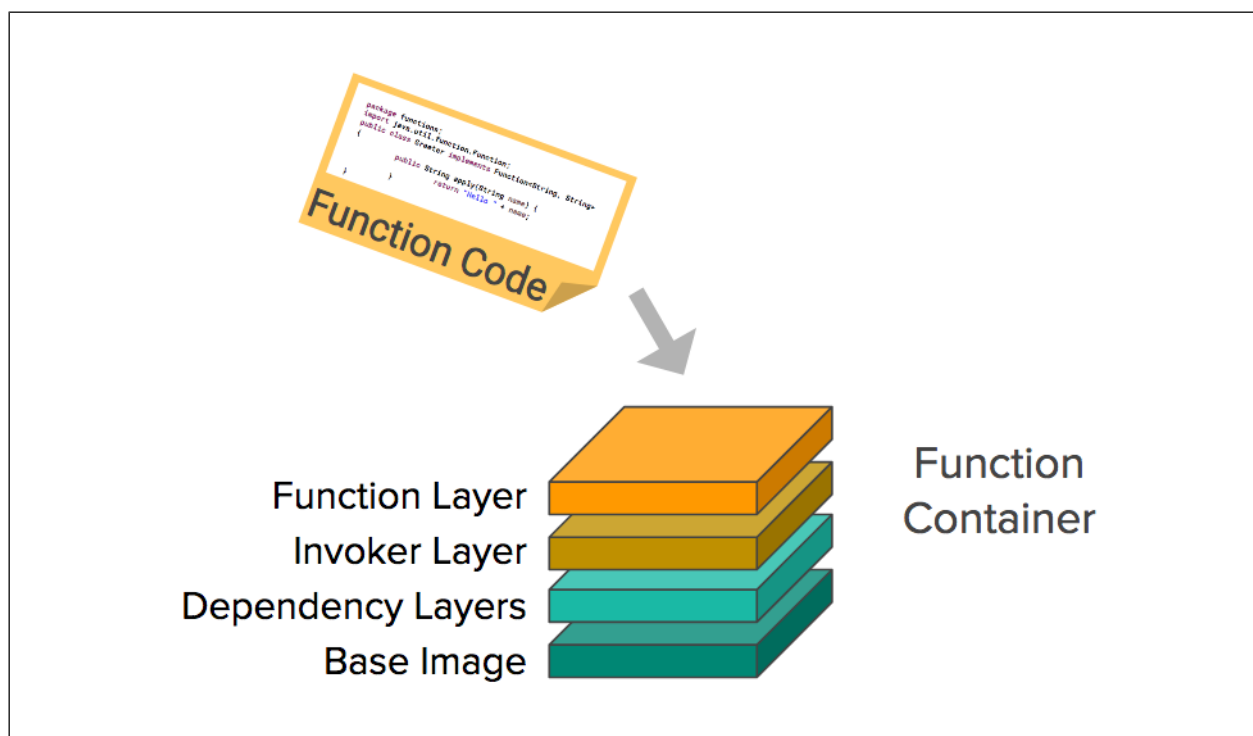 package functions;
import java.util.function.Function;
public class Greeter implements Function<String, String>
{
public String apply(String name) {
return "Hello " + name;
} }
Function Code
Function Layer
Invoker Layer
Dependency Layers
Base Image
Function
Container